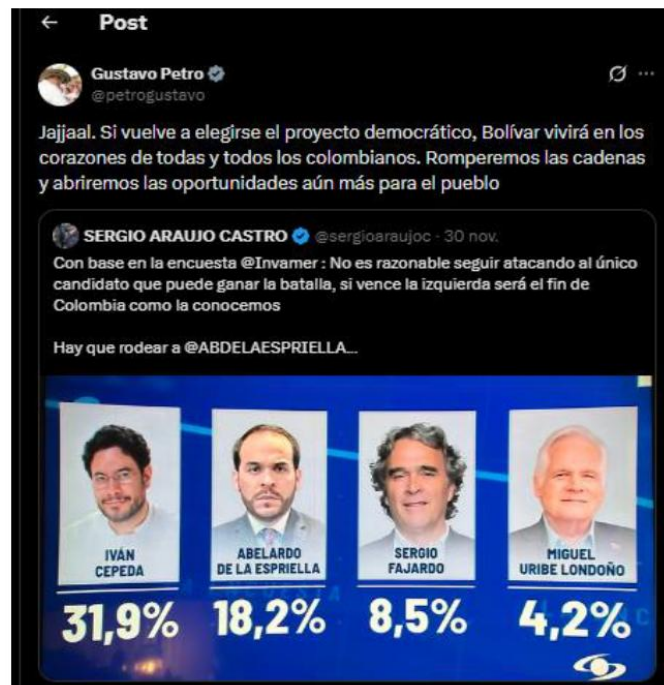 Post
Gustavo Petro
@petrogustavo
Jajjaal. Si vuelve a elegirse el proyecto democrático, Bolívar vivirá en los
corazones de todas y todos los colombianos. Romperemos las cadenas
y abriremos las oportunidades aún más para el pueblo
SERGIO ARAUJO CASTRO @sergioaraujoc · 30 nov.
Con base en la encuesta @Invamer : No es razonable seguir atacando al único
candidato que puede ganar la batalla, si vence la izquierda será el fin de
Colombia como la conocemos
Hay que rodear a @ABDELAESPRIELLA...
IVÁN
CEPEDA
31,9%
ABELARDO
DE LA ESPRIELLA
18,2%
SERGIO
FAJARDO
8,5%
MIGUEL
URIBE LONDOÑO
4,2%